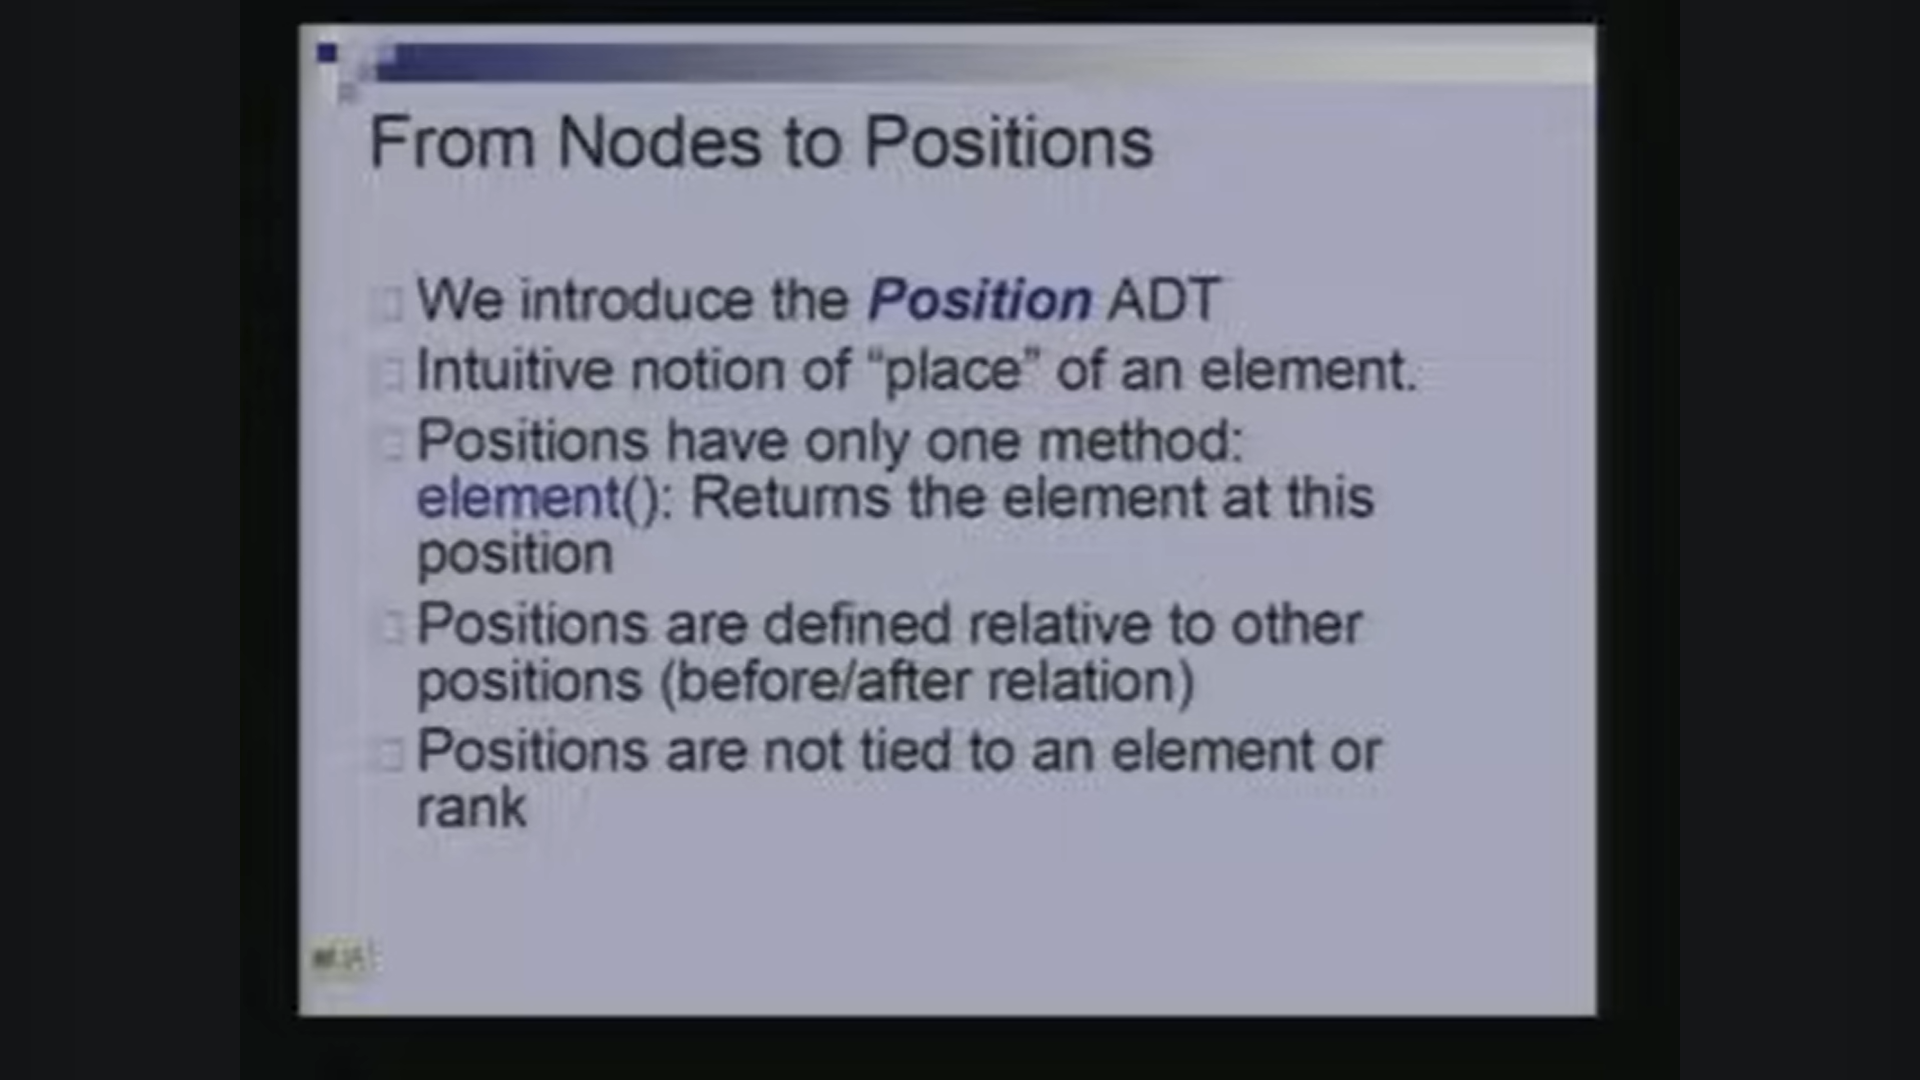 From Nodes to Positions
We introduce the Position ADT
Intuitive notion of “place” of an element.
Positions have only one method:
element(): Returns the element at this
position
Positions are defined relative to other
positions (before/after relation)
Positions are not tied to an element or
rank